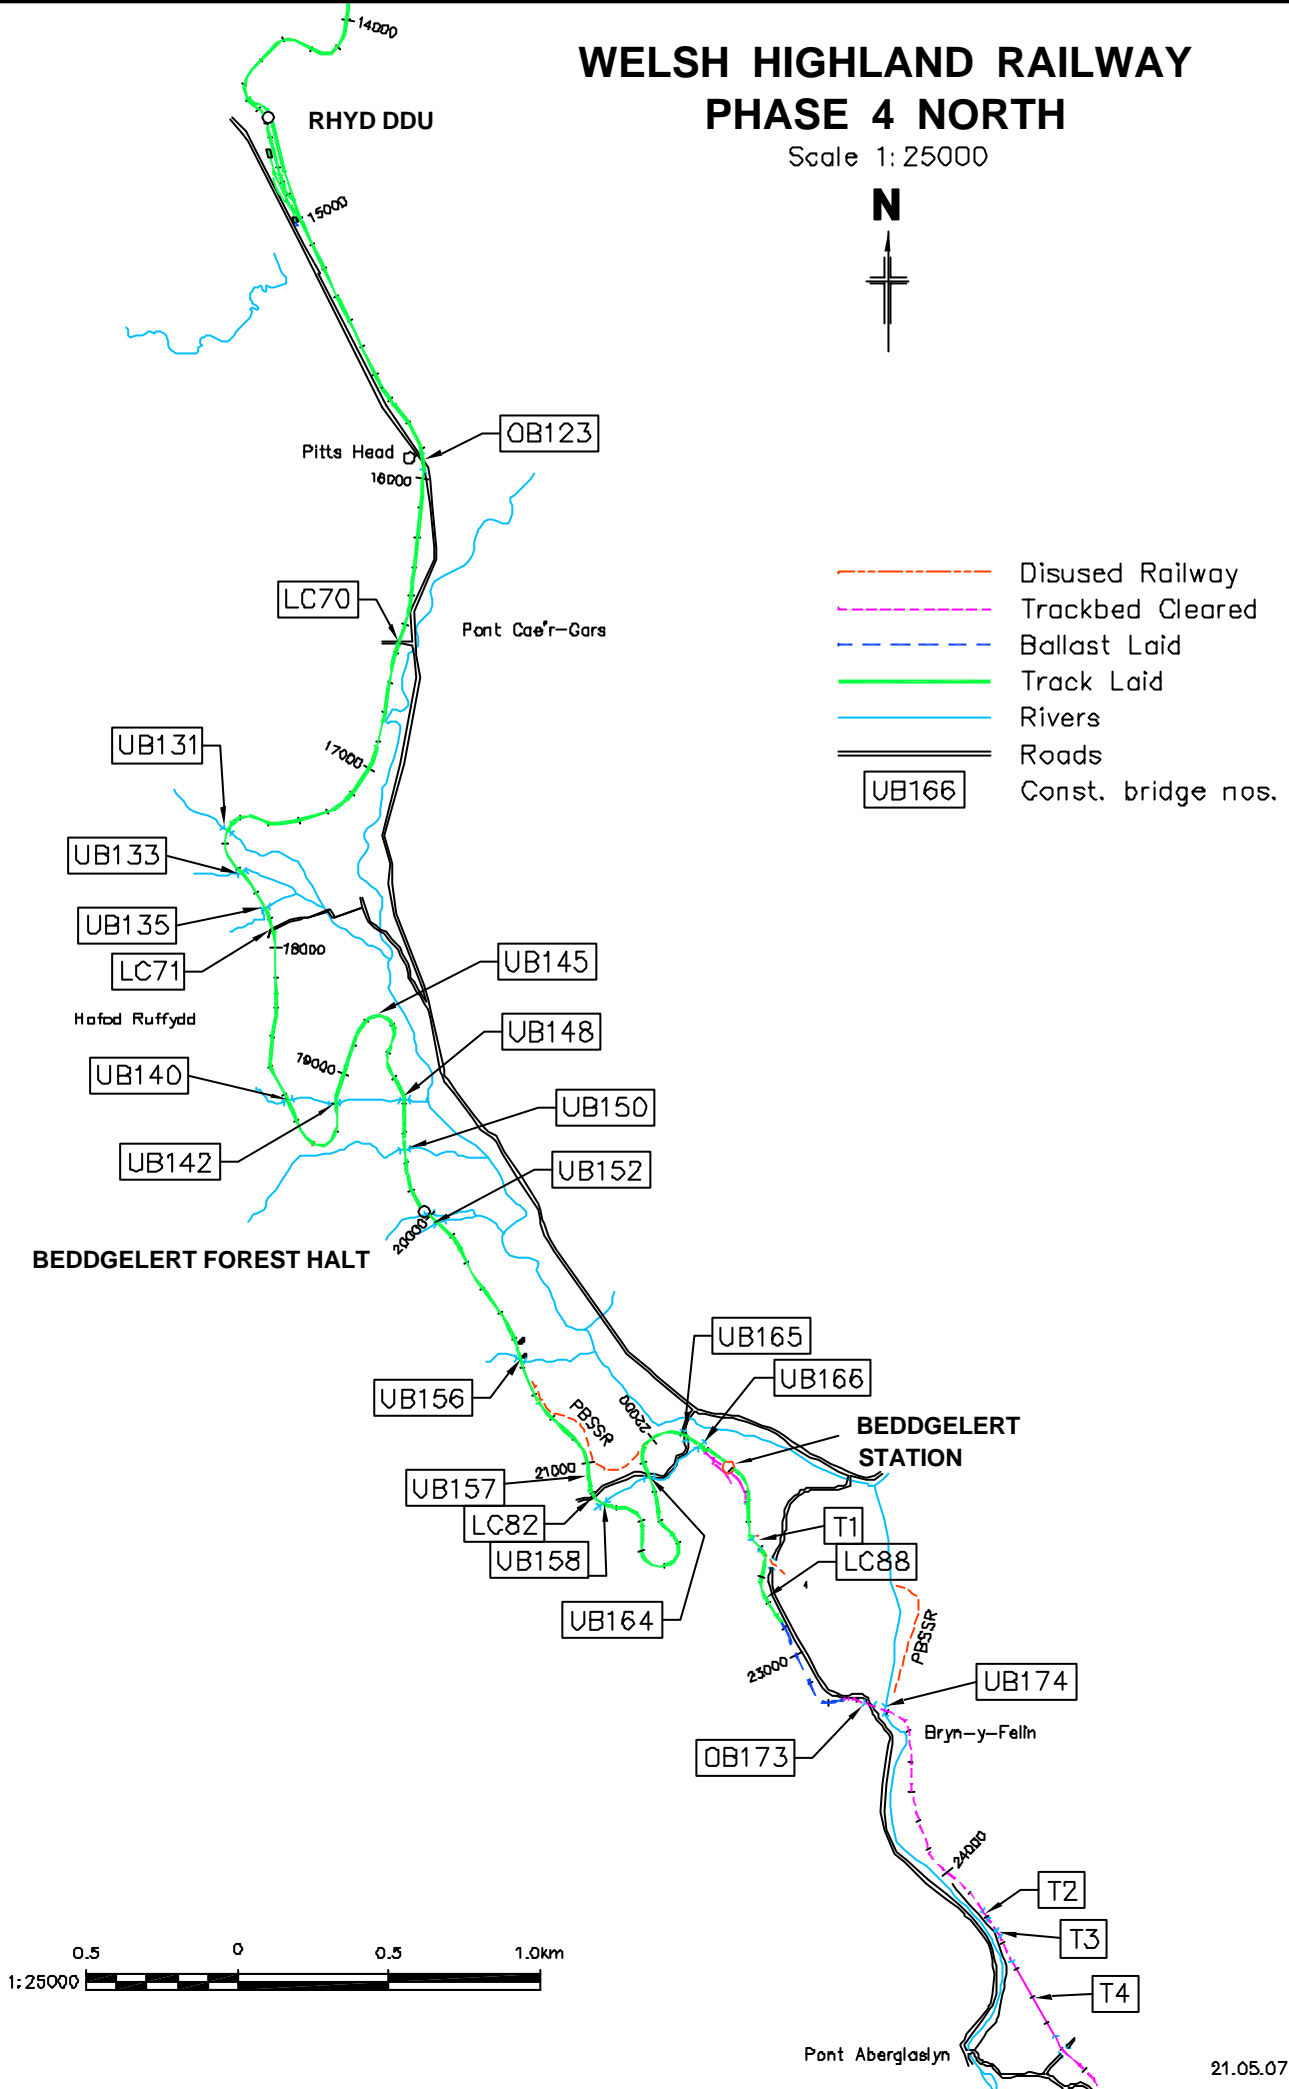 14000
WELSH HIGHLAND RAILWAY
PHASE 4 NORTH
Scale 1:25000
N
RHYD DDU
15000
OB123
Pitts Head
16000
LC70
Pont Cae'r-Gars
Disused Railway
Trackbed Cleared
Ballast Laid
Track Laid
Rivers
Roads
UB166
Const. bridge nos.
UB131
17000
UB133
UB135
18000
LC71
UB145
Hafod Ruffydd
UB148
19000
UB140
UB150
UB142
UB152
20000
BEDDGELERT FOREST HALT
UB165
UB166
UB156
PBSSR
22000
BEDDGELERT
STATION
21000
UB157
LC82
T1
UB158
LC88
UB164
PBSSR
23000
UB174
Bryn-y-Felin
OB173
24000
T2
T3
T4
0.5 0 0.5 1.0km
1:25000
Pont Aberglaslyn
21.05.07